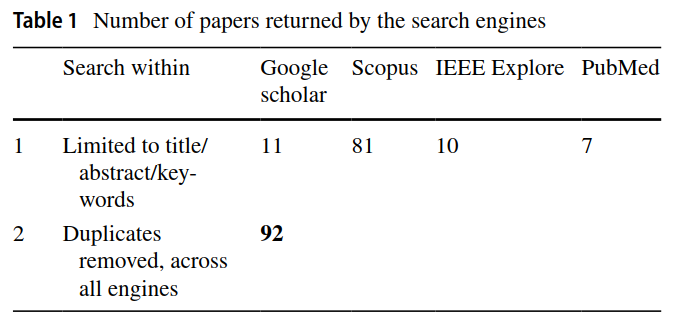 Table 1 Number of papers returned by the search engines
Search within Google Scopus IEEE Explore PubMed
scholar
1 Limited to title/ 11 81 10 7
abstract/key-
words
2 Duplicates 92
removed, across
all engines